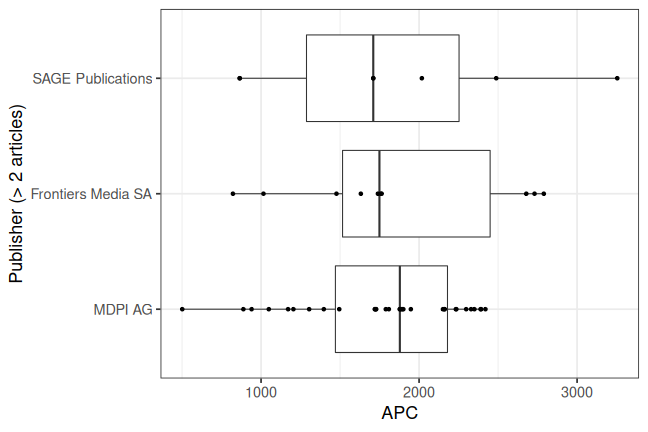 Publisher (> 2 articles)
SAGE Publications
Frontiers Media SA
MDPI AG
1000
2000
3000
APC